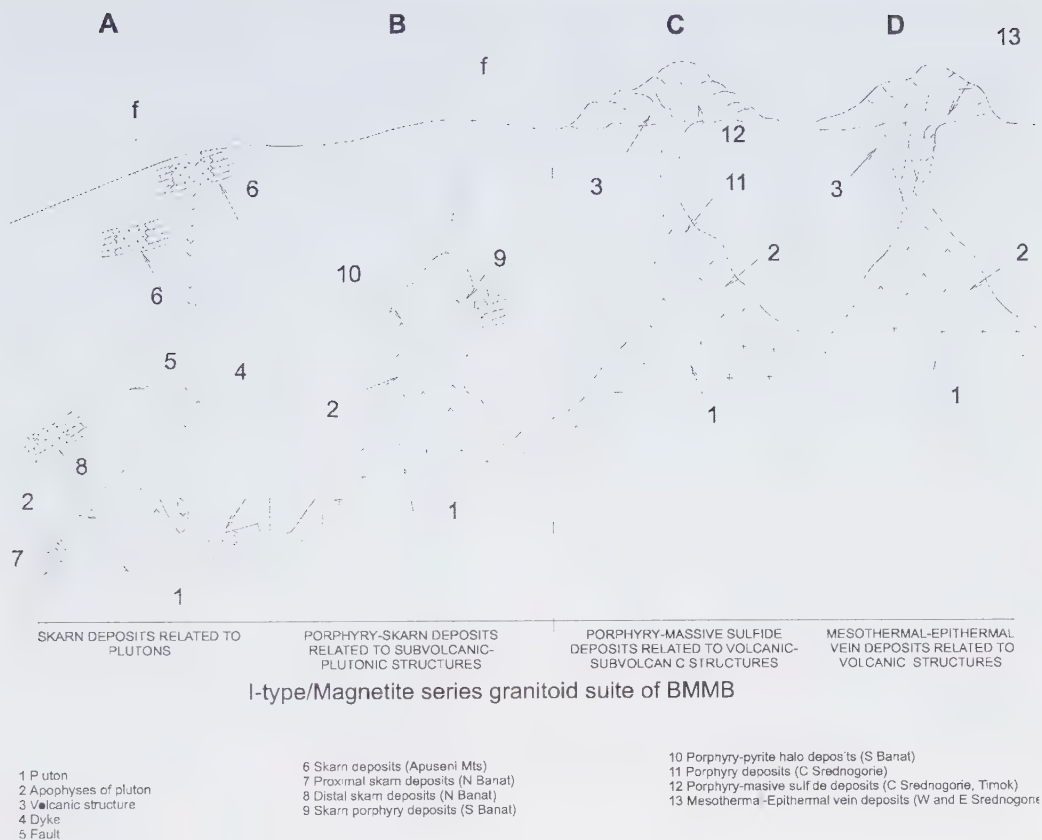 A B C D
13
f
f
12
6
3
11
3
9
10
2
2
6
5
4
2
1
1
8
2
1
7
1
SKARN DEPOSITS RELATED TO
PLUTONS
PORPHYRY-SKARN DEPOSITS
RELATED TO SUBVOLCANIC-
PLUTONIC STRUCTURES
PORPHYRY-MASSIVE SULFIDE
DEPOSITS RELATED TO VOLCANIC-
SUBVOLCAN C STRUCTURES
MESOTHERMAL-EPITHERMAL
VEIN DEPOSITS RELATED TO
VOLCANIC STRUCTURES
I-type/Magnetite series granitoid suite of BMMB
1 P uton
2 Apophyses of pluton
3 Volcanic structure
4 Dyke
5 Fault
6 Skarn deposits (Apuseni Mts)
7 Proximal skarn deposits (N Banat)
8 Distal skarn deposits (N Banat)
9 Skarn porphyry deposits (S Banat)
10 Porphyry-pyrite halo deposits (S Banat)
11 Porphyry deposits (C Srednogorie)
12 Porphyry-masive sulfide deposits (C Srednogorie, Timok)
13 Mesotherma -Epithermal vein deposits (W and E Srednogorie